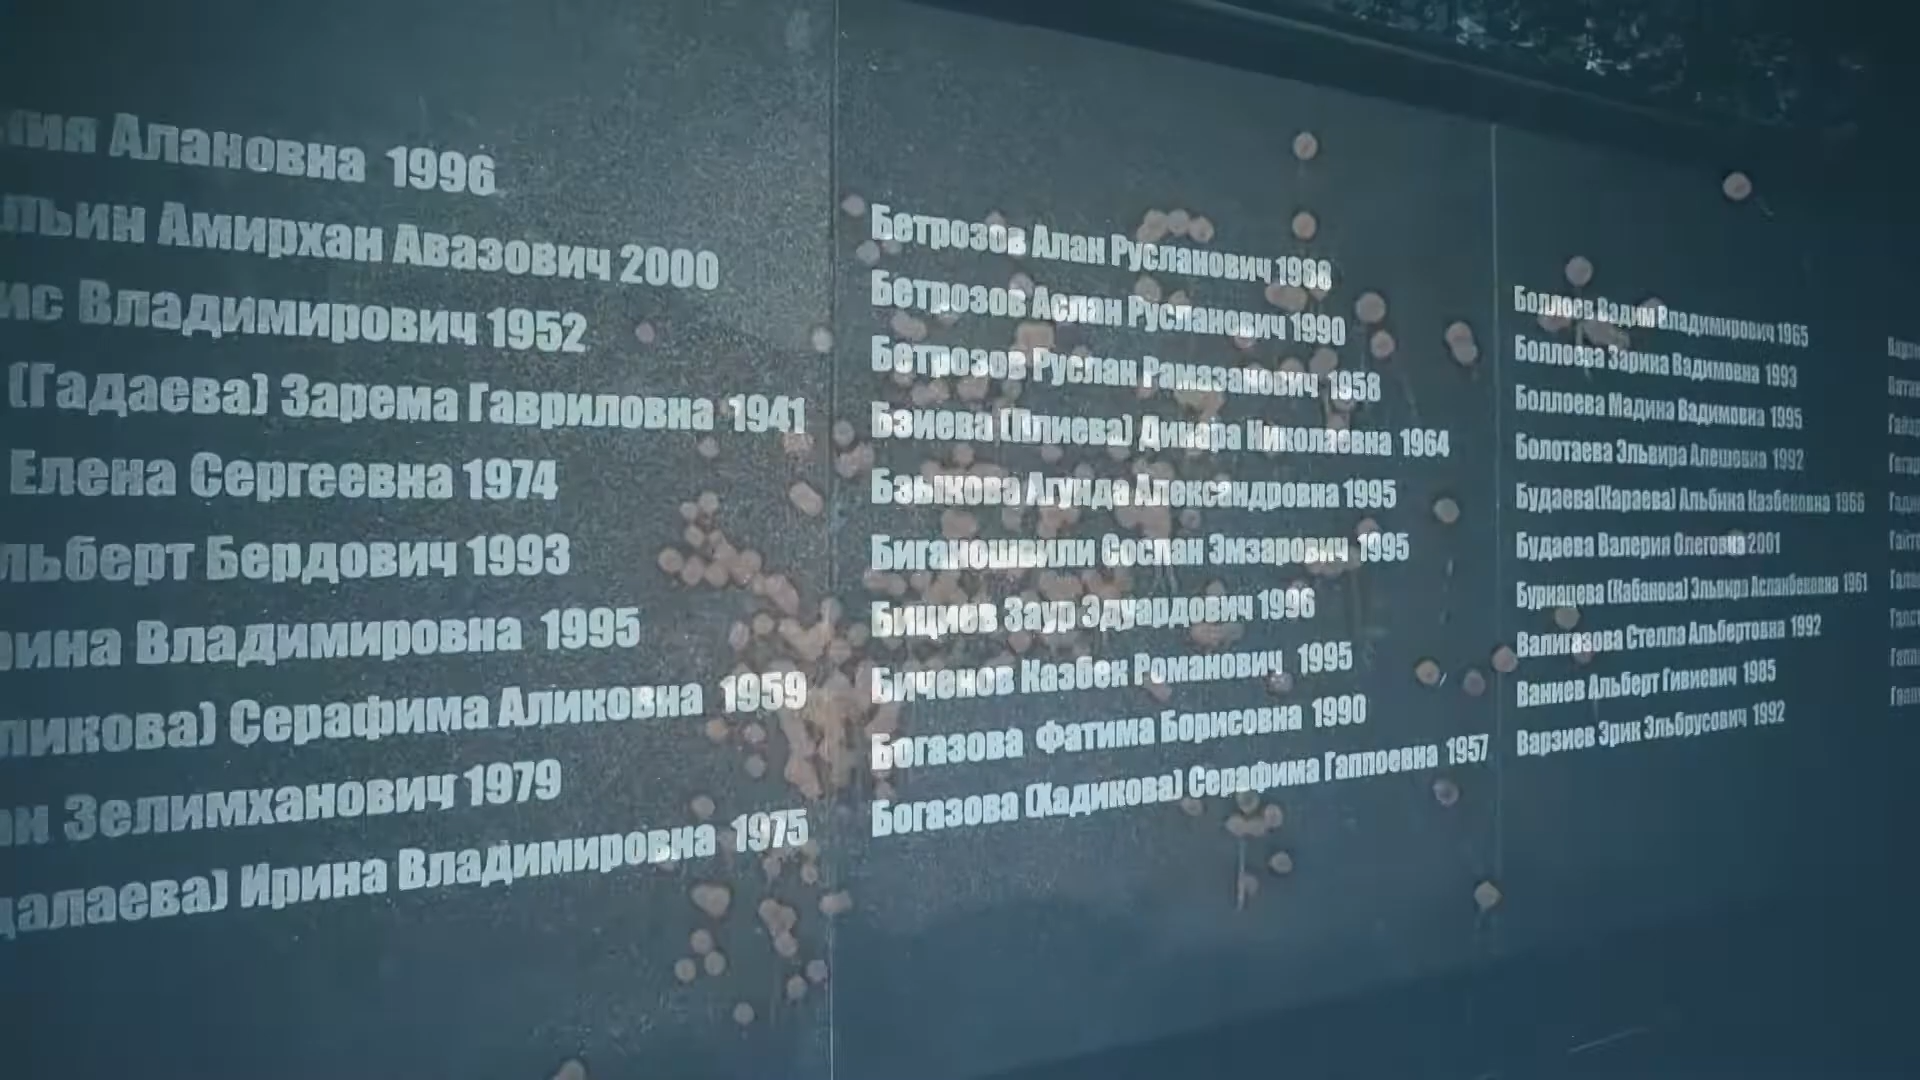 Алановна 1996
Амирхан Авазович 2000
Владимирович 1952
(Гадаева) Зарема Гавриловна 1941
Елена Сергеевна 1974
Бердович 1993
Владимировна 1995
Серафима Аликовна 1959
Зелимханович 1979
Ирина Владимировна 1975
Бетрозов Алан Русланович 1988
Бетрозов Аслан Русланович 1990
Бетрозов Руслан Рамазанович 1958
Бзиева (Плиева) Динара Николаевна 1964
Бзыкова Агунда Александровна 1995
Биганошвили Сослан Эмзарович 1995
Бициев Заур Эдуардович 1996
Биченов Казбек Романович 1995
Богазова Фатима Борисовна 1990
Богазова (Хадикова) Серафима Гаппоевна 1957
Боллоев Вадим Владимирович 1965
Боллоева Зарина Вадимовна 1993
Боллоева Мадина Вадимовна 1995
Болотаева Эльвира Алешовна 1992
Будаева(Караева) Альбина Казбековна 1966
Будаева Валерия Олеговна 2001
Бурнацева (Кабанова) Эльвира Асланбековна 1961
Валигазова Стелла Альбертовна 1992
Ваниев Альберт Гивиевич 1985
Варзиев Эрик Эльбрусович 1992